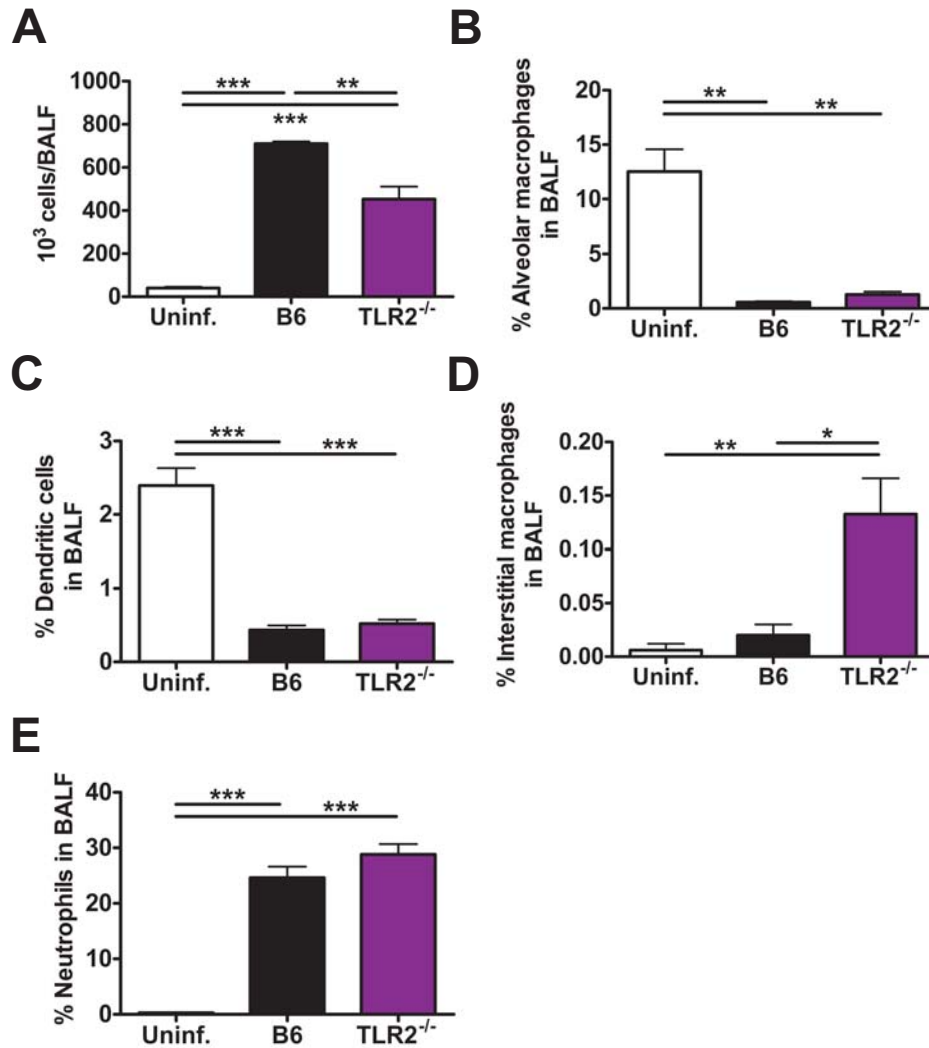 A
10³ cells/BALF
1000
800
600
400
200
0
***
**
***
Uninf.
B6
TLR2⁻/⁻
B
% Alveolar macrophages
in BALF
20
15
10
5
0
**
**
Uninf.
B6
TLR2⁻/⁻
C
% Dendritic cells
in BALF
3
2
1
0
***
***
Uninf.
B6
TLR2⁻/⁻
D
% Interstitial macrophages
in BALF
0.20
0.15
0.10
0.05
0.00
**
*
Uninf.
B6
TLR2⁻/⁻
E
% Neutrophils in BALF
40
30
20
10
0
***
***
Uninf.
B6
TLR2⁻/⁻